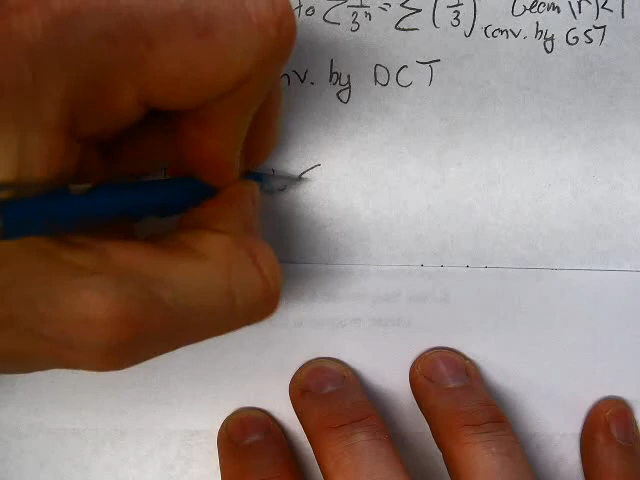 to Σ 1/3ⁿ = Σ (1/3)ⁿ Geom |r|<1
conv. by GST
nv. by DCT